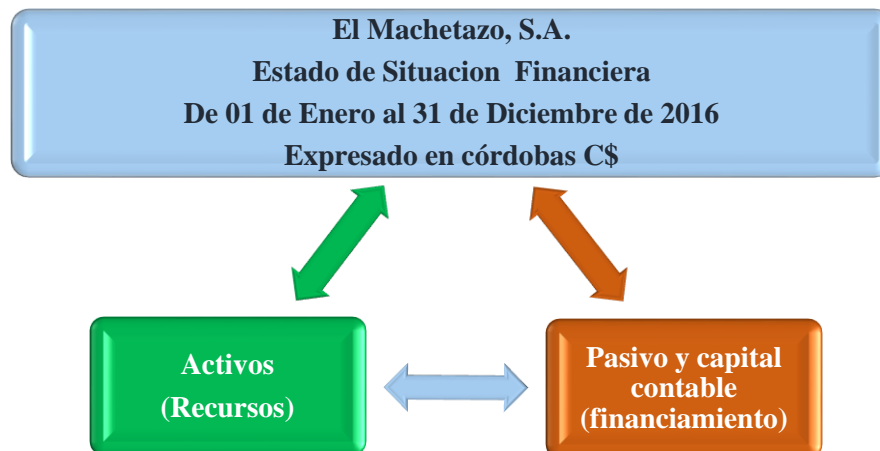 El Machetazo, S.A.
Estado de Situacion Financiera
De 01 de Enero al 31 de Diciembre de 2016
Expresado en córdobas C$
Activos
(Recursos)
Pasivo y capital
contable
(financiamiento)